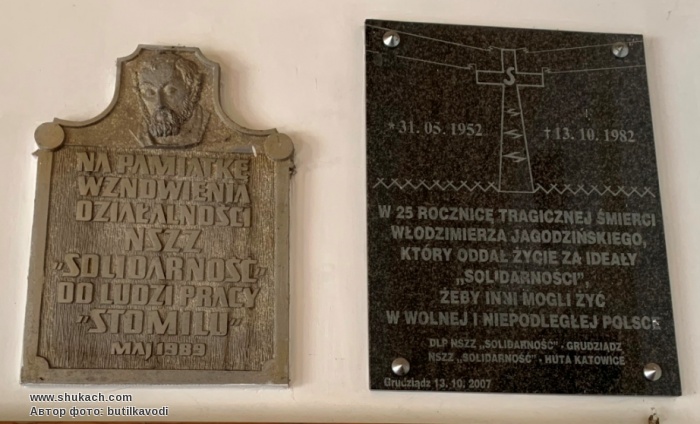 NA PAMIĄTKĘ
WZNOWIENIA
DZIAŁALNOŚCI
NSZZ
„SOLIDARNOŚĆ”
OD LUDZI PRACY
"STOMILU"
MAJ 1989
S
* 31. 05. 1952
† 13. 10. 1982
W 25 ROCZNICĘ TRAGICZNEJ ŚMIERCI
WŁODZIMIERZA JAGODZIŃSKIEGO,
KTÓRY ODDAŁ ŻYCIE ZA IDEAŁY
„SOLIDARNOŚCI”,
ŻEBY INNI MOGLI ŻYĆ
W WOLNEJ I NIEPODLEGŁEJ POLSCE
DLP NSZZ „SOLIDARNOŚĆ” - GRUDZIĄDZ
NSZZ „SOLIDARNOŚĆ” - HUTA KATOWICE
Grudziądz 13. 10. 2007
www.shukach.com
Автор фото: butilkavodi